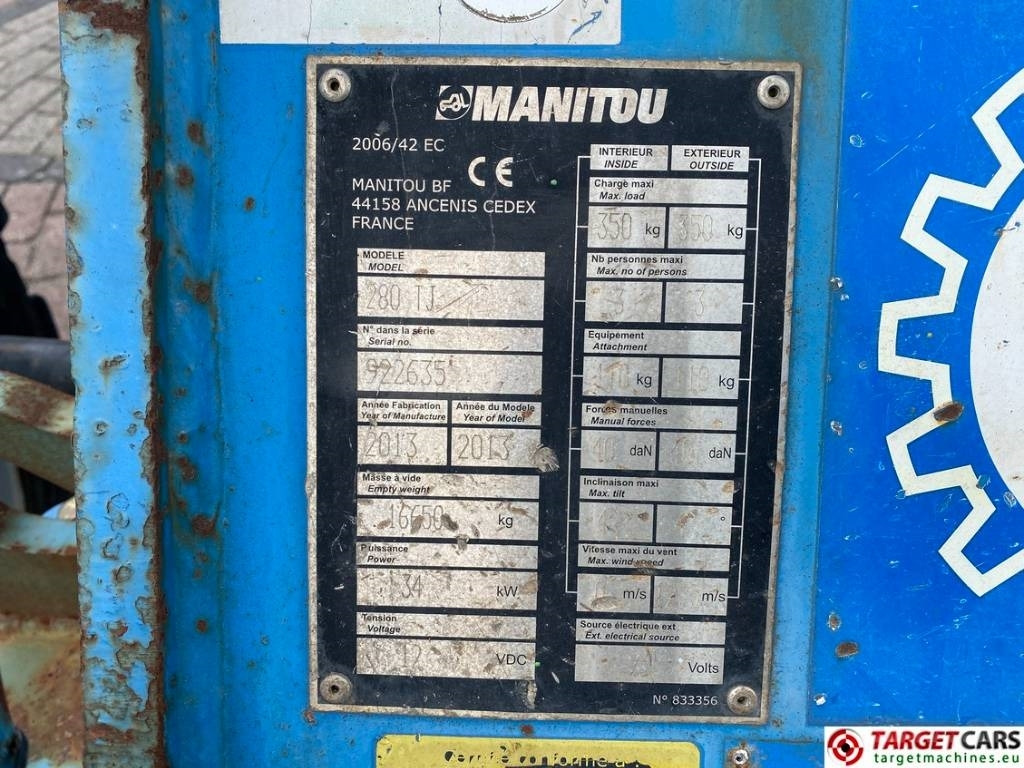 MANITOU
2006/42 EC
CE
MANITOU BF
44158 ANCENIS CEDEX
FRANCE
MODELE
MODEL
280 TJ
N° dans la série
Serial no.
922635
Année Fabrication Année du Modele
Year of Manufacture Year of Model
2013 2013
Masse à vide
Empty weight
16650 kg
Puissance
Power
34 kW
Tension
Voltage
12 VDC
INTERIEUR EXTERIEUR
INSIDE OUTSIDE
Charge maxi
Max. load
350 kg 350 kg
Nb personnes maxi
Max. no of persons
3 3
Equipement
Attachment
kg kg
Forces manuelles
Manual forces
40 daN daN
Inclinaison maxi
Max. tilt
°
Vitesse maxi du vent
Max. wind speed
m/s m/s
Source électrique ext
Ext. electrical source
Volts
N° 833356
TARGETCARS
targetmachines.eu